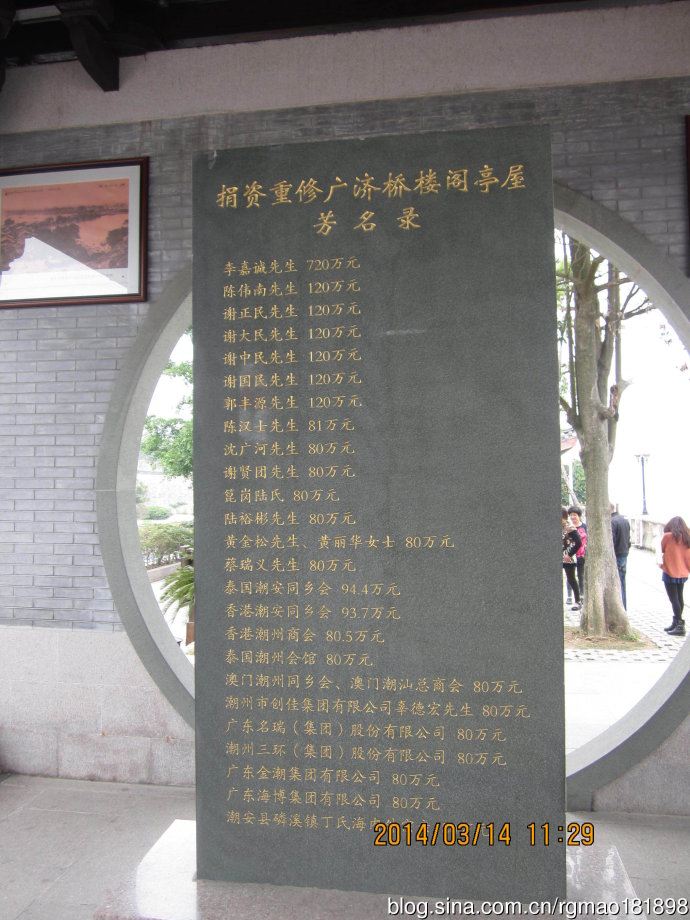 捐资重修广济桥楼阁亭屋
芳名录
李嘉诚先生 720万元
陈伟南先生 120万元
谢正民先生 120万元
谢大民先生 120万元
谢中民先生 120万元
谢国民先生 120万元
郭丰源先生 120万元
陈汉士先生 81万元
沈广河先生 80万元
谢贤团先生 80万元
篦岗陆氏 80万元
陆裕彬先生 80万元
黄金松先生、黄丽华女士 80万元
蔡瑞义先生 80万元
泰国潮安同乡会 94.4万元
香港潮安同乡会 93.7万元
香港潮州商会 80.5万元
泰国潮州会馆 80万元
澳门潮州同乡会、澳门潮汕总商会 80万元
潮州市创佳集团有限公司辜德宏先生 80万元
广东名瑞（集团）股份有限公司 80万元
潮州三环（集团）股份有限公司 80万元
广东金潮集团有限公司 80万元
广东海博集团有限公司 80万元
潮安县磷溪镇丁氏海内外
2014/03/14 11:29
blog.sina.com.cn/rgmao181898